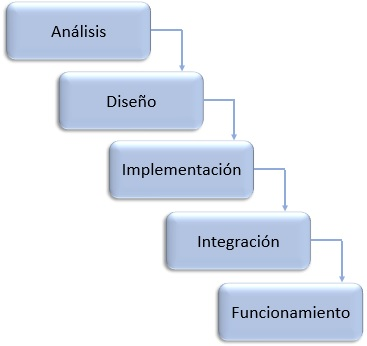 Análisis
Diseño
Implementación
Integración
Funcionamiento